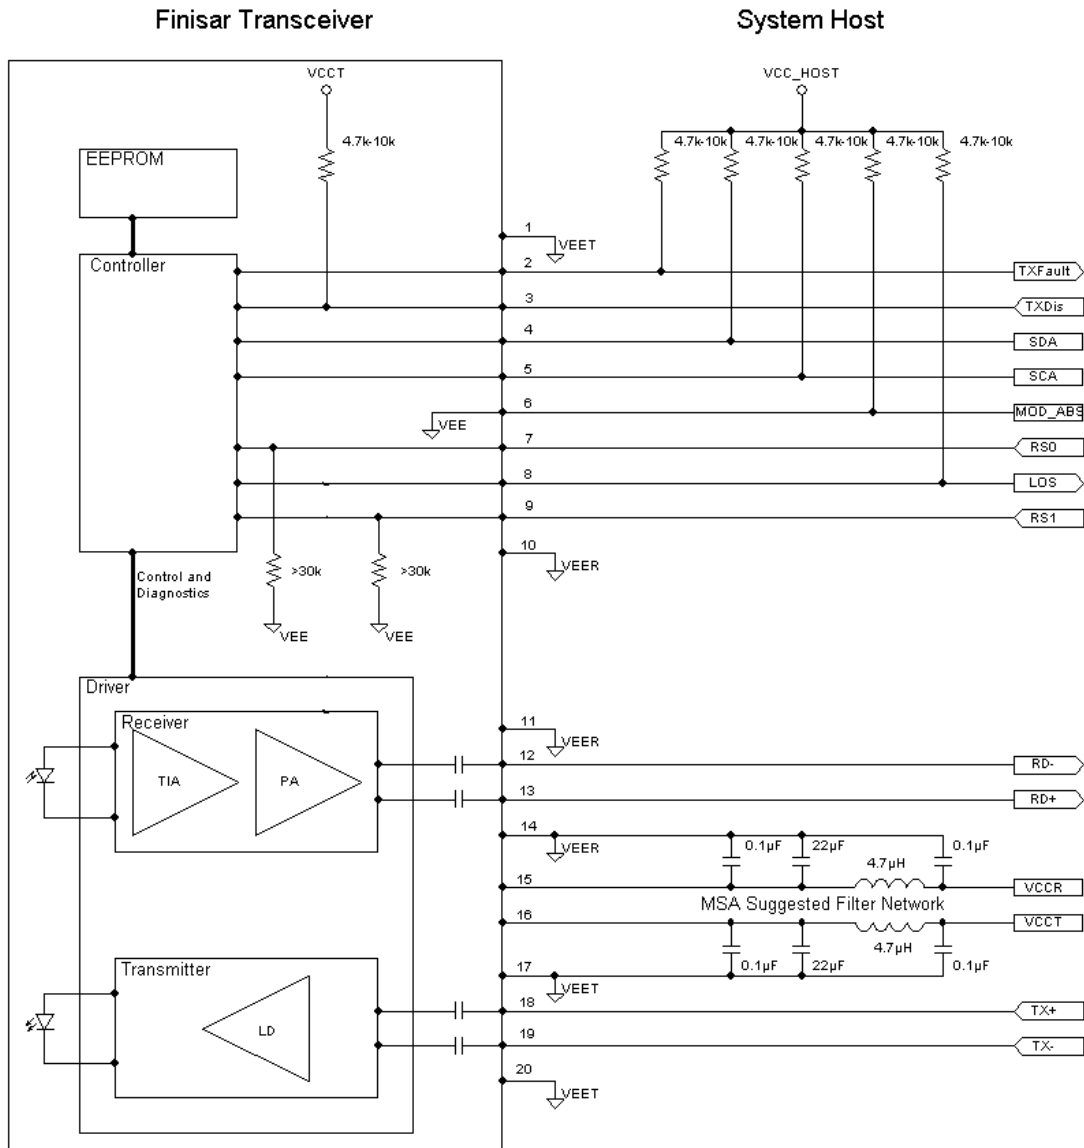 Finisar Transceiver
System Host
VCCT
VCC_HOST
4.7k-10k
4.7k-10k 4.7k-10k 4.7k-10k 4.7k-10k 4.7k-10k
EEPROM
1
VEET
Controller
2
TXFault
3
TXDis
4
SDA
5
SCA
6
MOD_ABS
VEE
7
RS0
8
LOS
9
RS1
10
VEER
Control and
Diagnostics
>30k
>30k
VEE
VEE
Driver
Receiver
TIA
PA
11
VEER
12
RD-
13
RD+
14
VEER
0.1µF
22µF
4.7µH
0.1µF
15
VCCR
MSA Suggested Filter Network
16
VCCT
4.7µH
0.1µF
22µF
0.1µF
17
VEET
Transmitter
LD
18
TX+
19
TX-
20
VEET